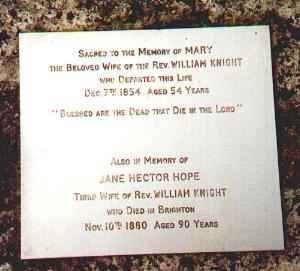 Sacred to the Memory of MARY
the Beloved Wife of the Rev. WILLIAM KNIGHT
who Departed this Life
Dec. 7th 1854 Aged 54 Years
"Blessed are the Dead that Die in the Lord"
Also in Memory of
JANE HECTOR HOPE
Third Wife of Rev. WILLIAM KNIGHT
who Died in Brighton
Nov. 10th 1880 Aged 90 Years